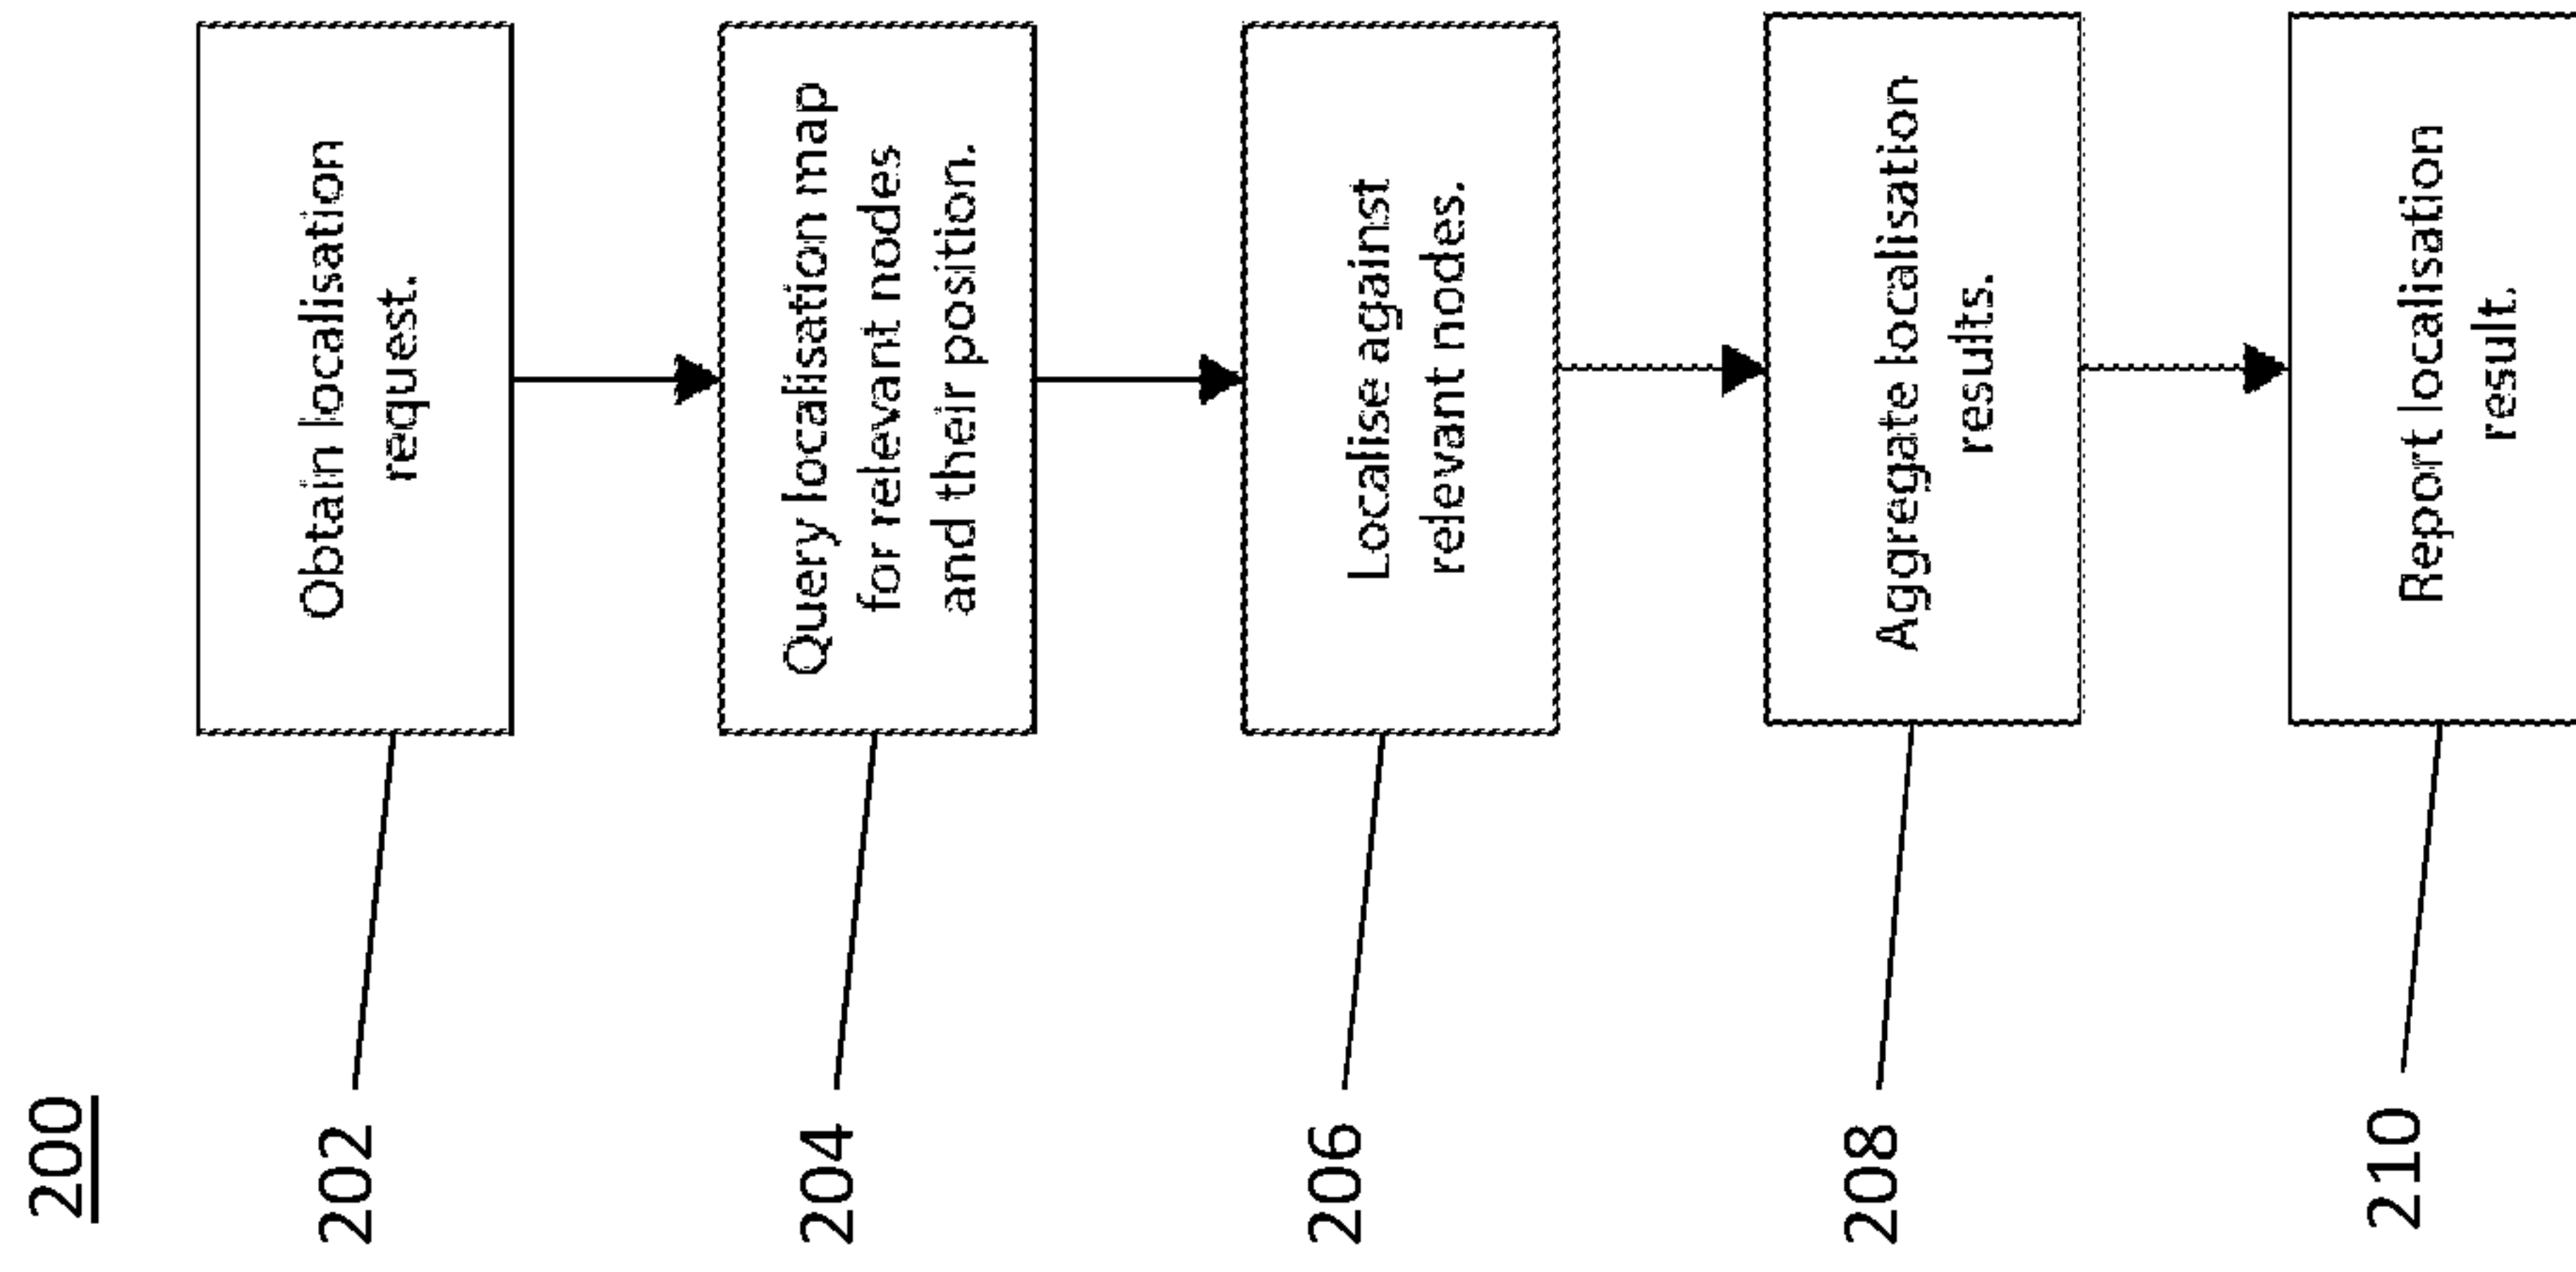 200
202
Obtain localisation
request.
204
Query localisation map
for relevant nodes
and their position.
206
Localise against
relevant nodes.
208
Aggregate localisation
results.
210
Report localisation
result.